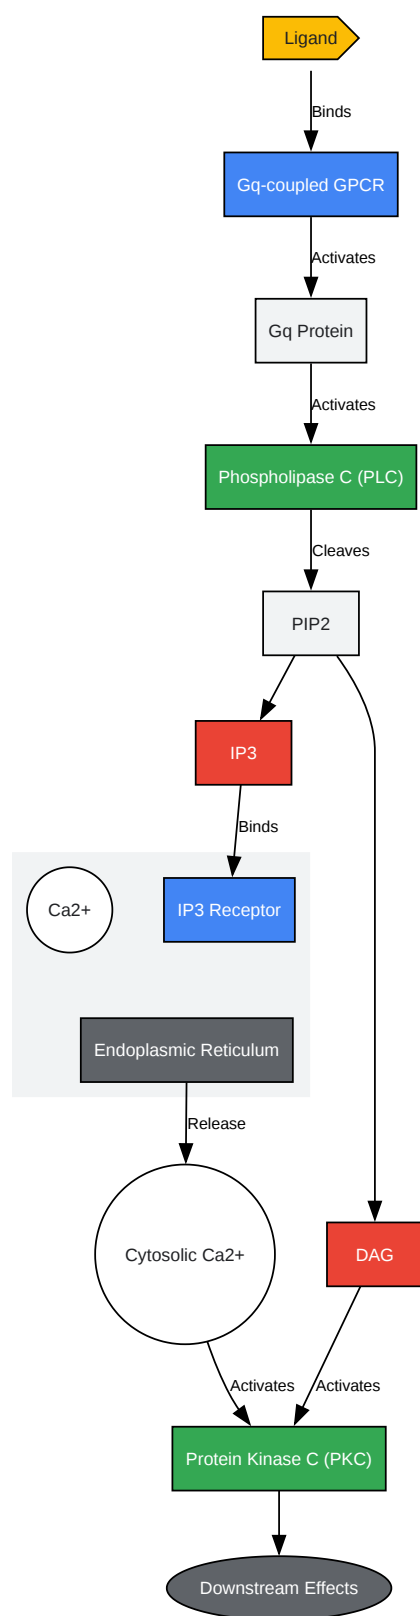 Ligand
Binds
Gq-coupled GPCR
Activates
Gq Protein
Activates
Phospholipase C (PLC)
Cleaves
PIP2
IP3
Binds
Ca2+
IP3 Receptor
Endoplasmic Reticulum
Release
Cytosolic Ca2+
DAG
Activates
Activates
Protein Kinase C (PKC)
Downstream Effects